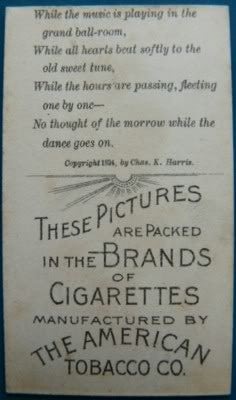 While the music is playing in the
grand ball-room,
While all hearts beat softly to the
old sweet tune,
While the hours are passing, fleeting
one by one—
No thought of the morrow while the
dance goes on.
Copyright 1894, by Chas. K. Harris.
THESE PICTURES
ARE PACKED
IN THE BRANDS
OF
CIGARETTES
MANUFACTURED BY
THE AMERICAN
TOBACCO CO.